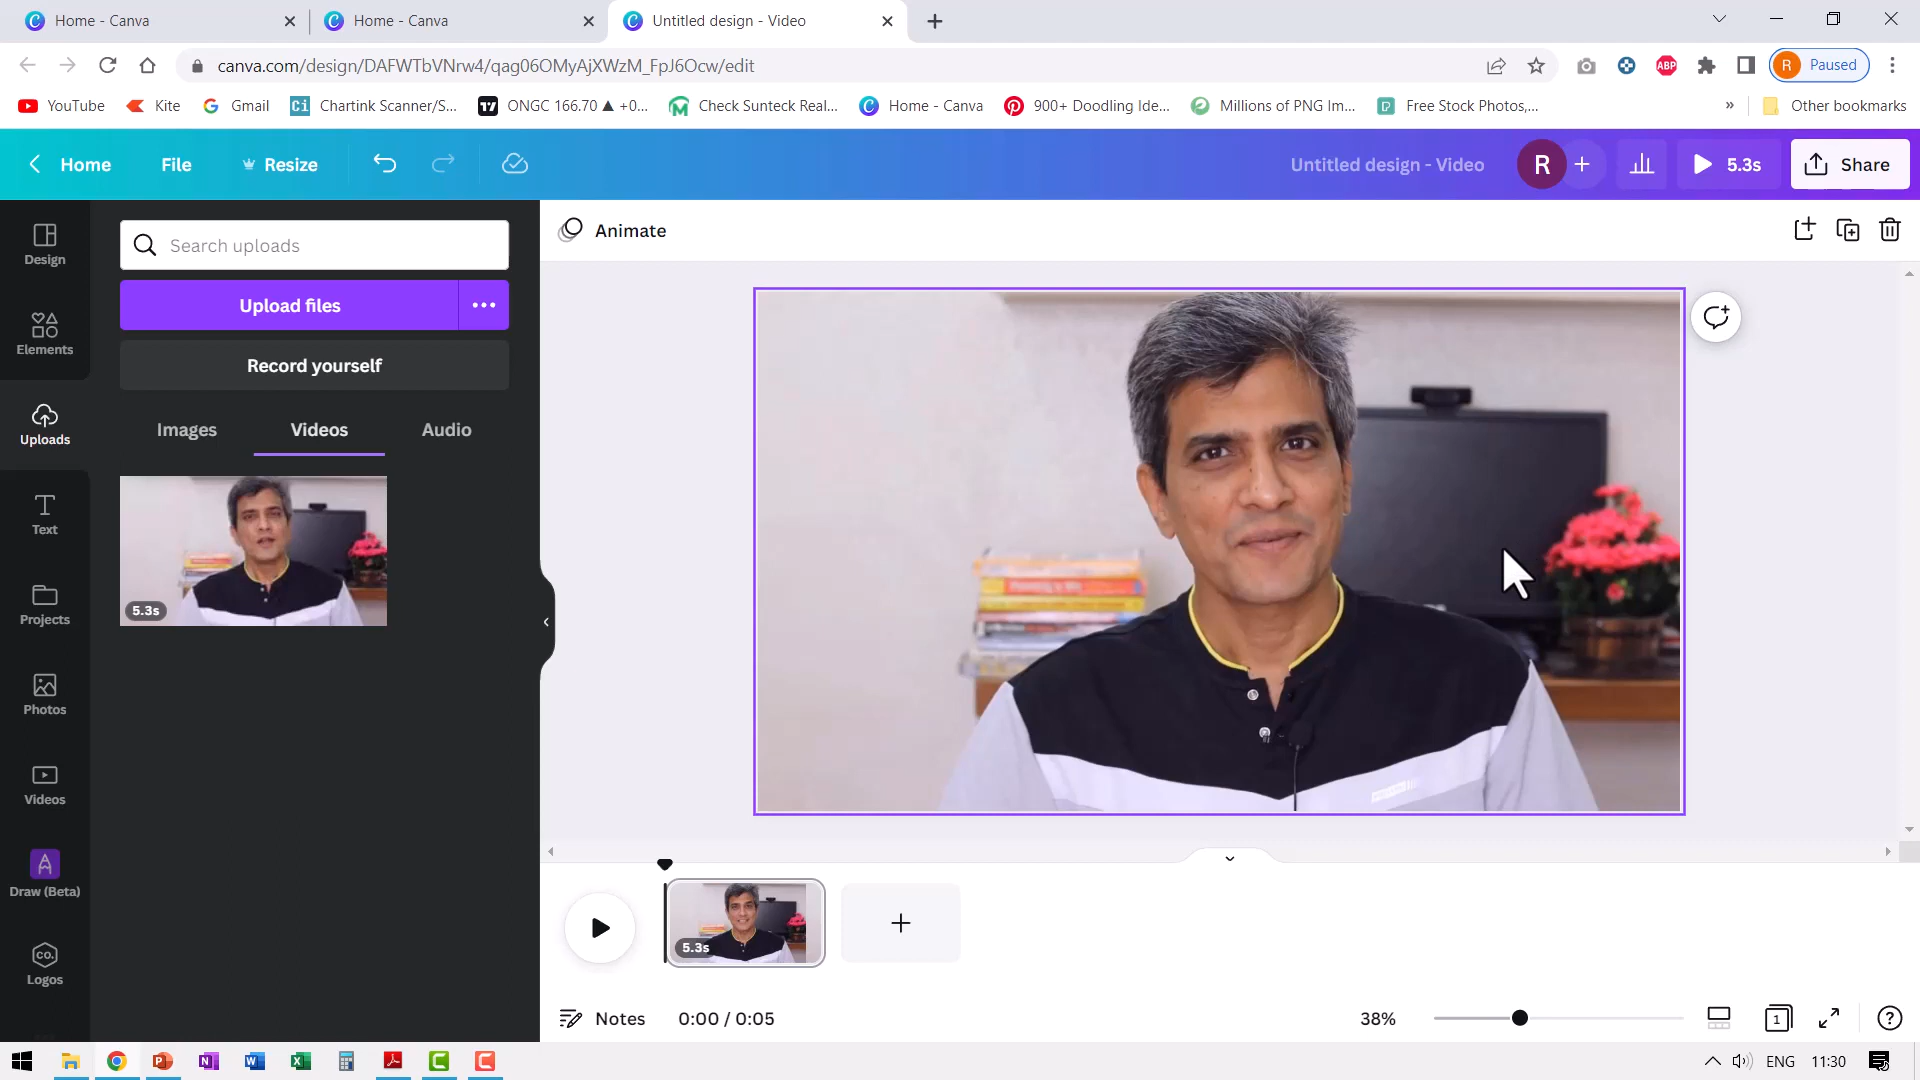 Home - Canva
Home - Canva
Untitled design - Video
canva.com/design/DAFWTbVNrw4/qag06OMyAjXWzM_FpJ6Ocw/edit
ABP
R Paused
YouTube
Kite
Gmail
Ci Chartink Scanner/S...
ONGC 166.70 ▲ +0...
Check Sunteck Real...
Home - Canva
900+ Doodling Ide...
Millions of PNG Im...
Free Stock Photos,...
»
Other bookmarks
Home
File
Resize
Untitled design - Video
R
+
5.3s
Share
Design
Elements
Uploads
Text
Projects
Photos
Videos
Draw (Beta)
CO.
Logos
Search uploads
Upload files
Record yourself
Images
Videos
Audio
5.3s
Animate
5.3s
Notes
0:00 / 0:05
38%
1
ENG
11:30